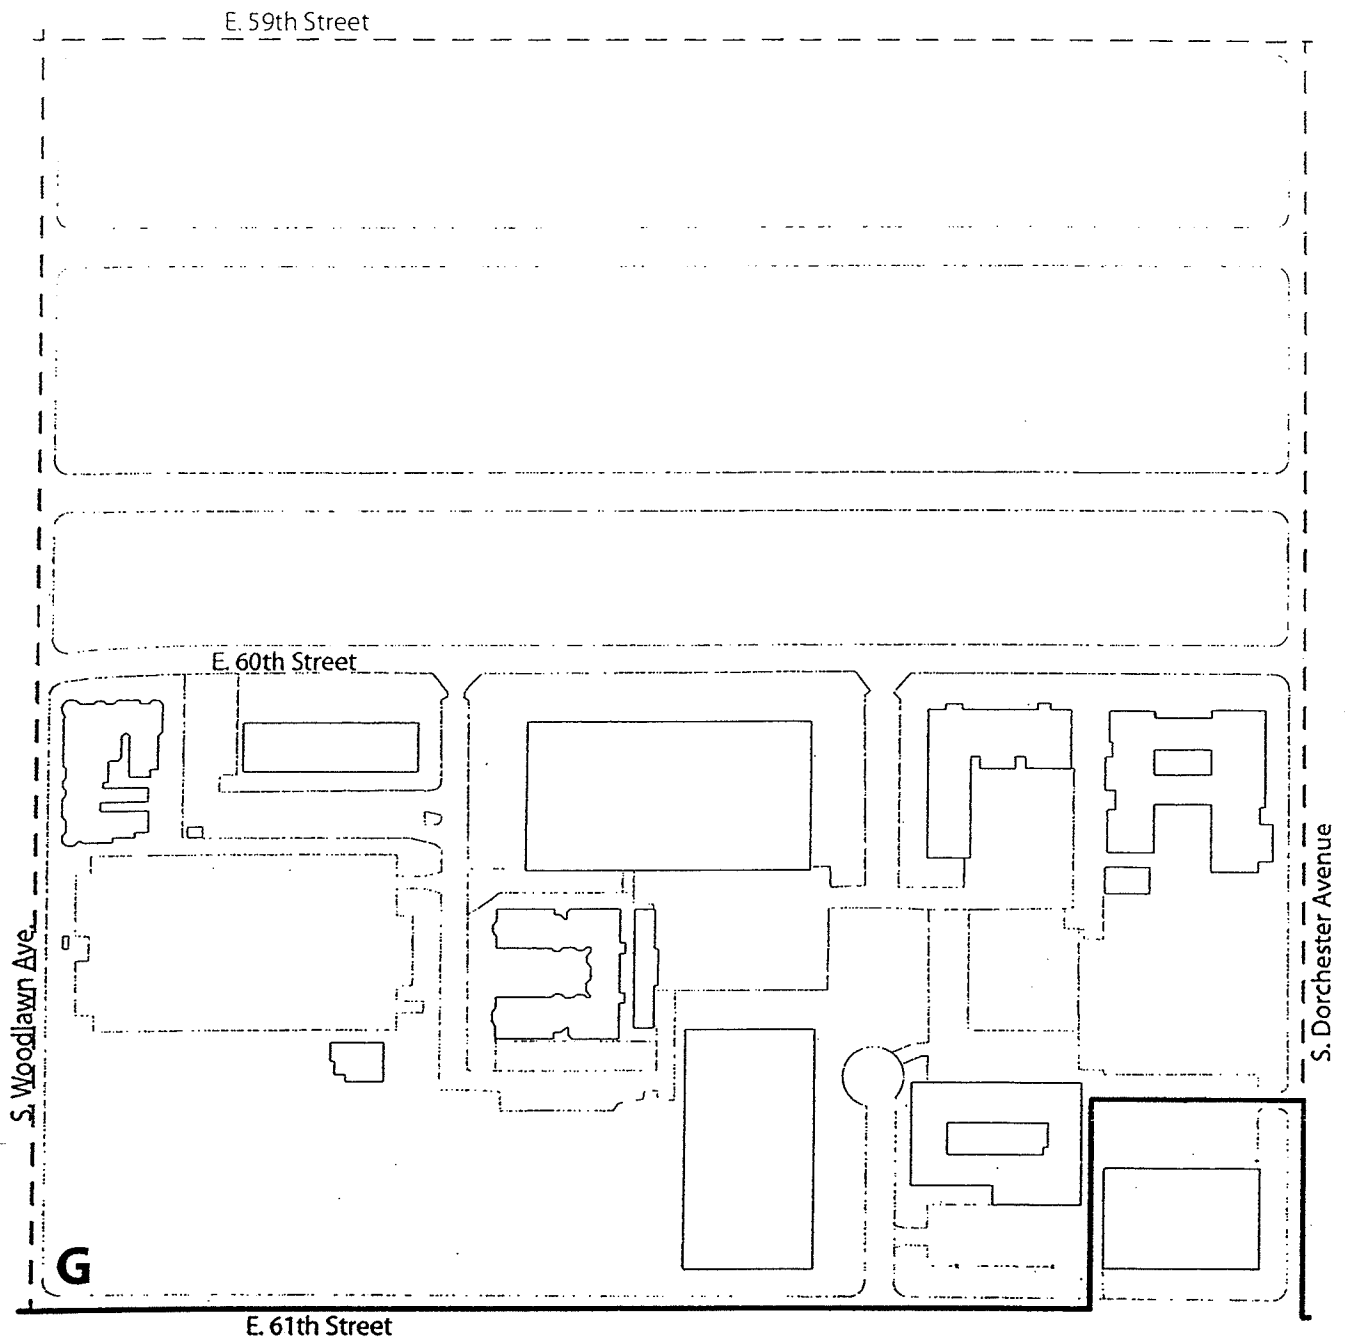 E. 59th Street
E. 60th Street
S. Woodlawn Ave.
S. Dorchester Avenue
G
E. 61th Street